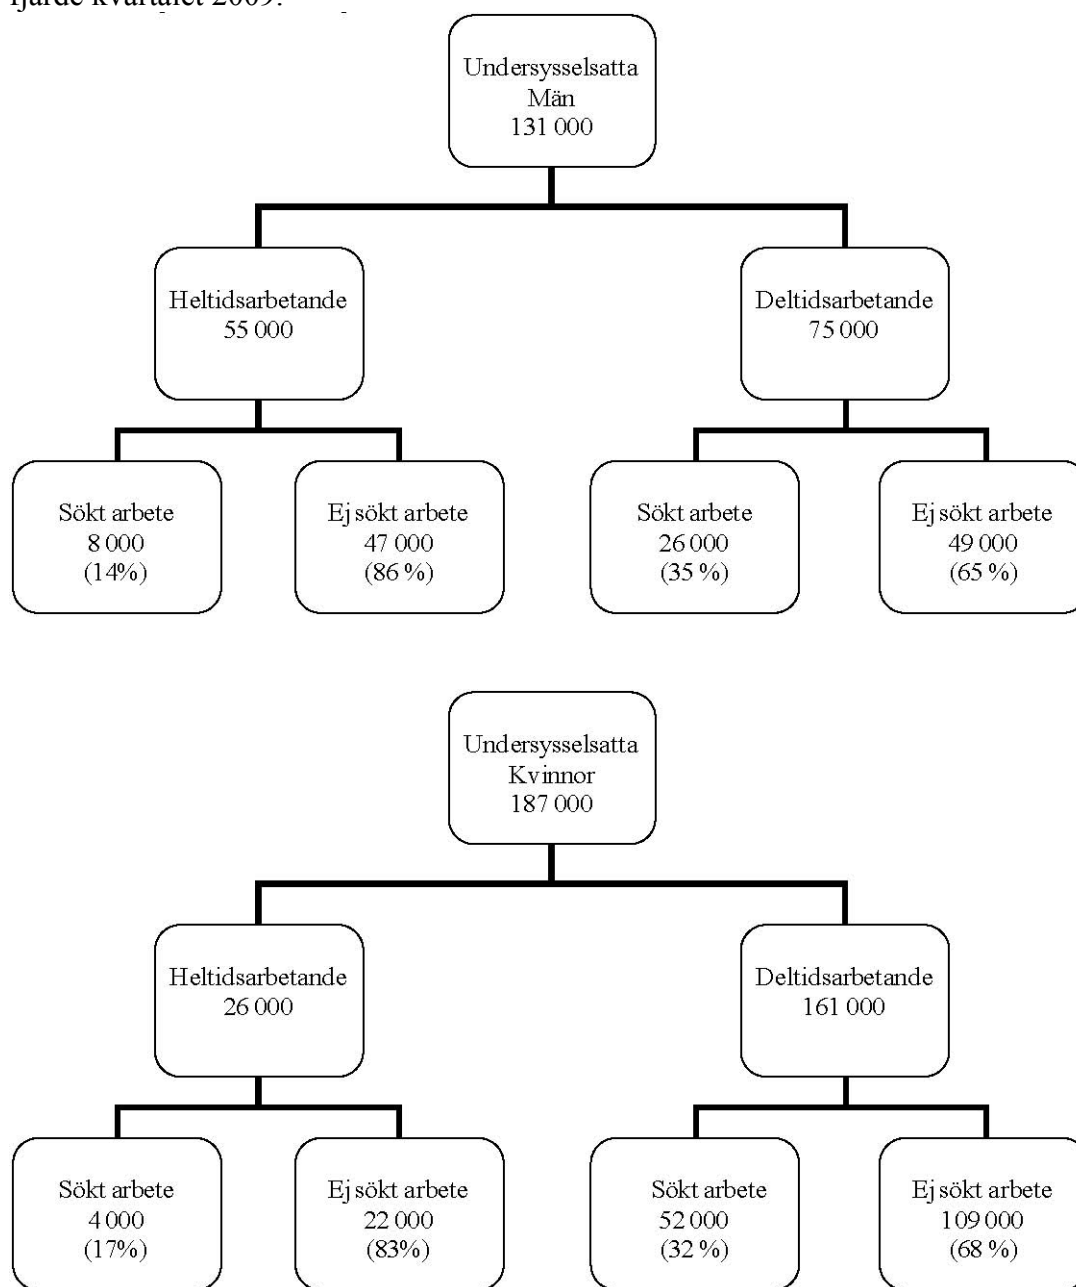 fjärde kvartalet 2009.
Undersysselsatta
Män
131 000
Heltidsarbetande
55 000
Deltidsarbetande
75 000
Sökt arbete
8 000
(14%)
Ej sökt arbete
47 000
(86 %)
Sökt arbete
26 000
(35 %)
Ej sökt arbete
49 000
(65 %)
Undersysselsatta
Kvinnor
187 000
Heltidsarbetande
26 000
Deltidsarbetande
161 000
Sökt arbete
4 000
(17%)
Ej sökt arbete
22 000
(83%)
Sökt arbete
52 000
(32 %)
Ej sökt arbete
109 000
(68 %)